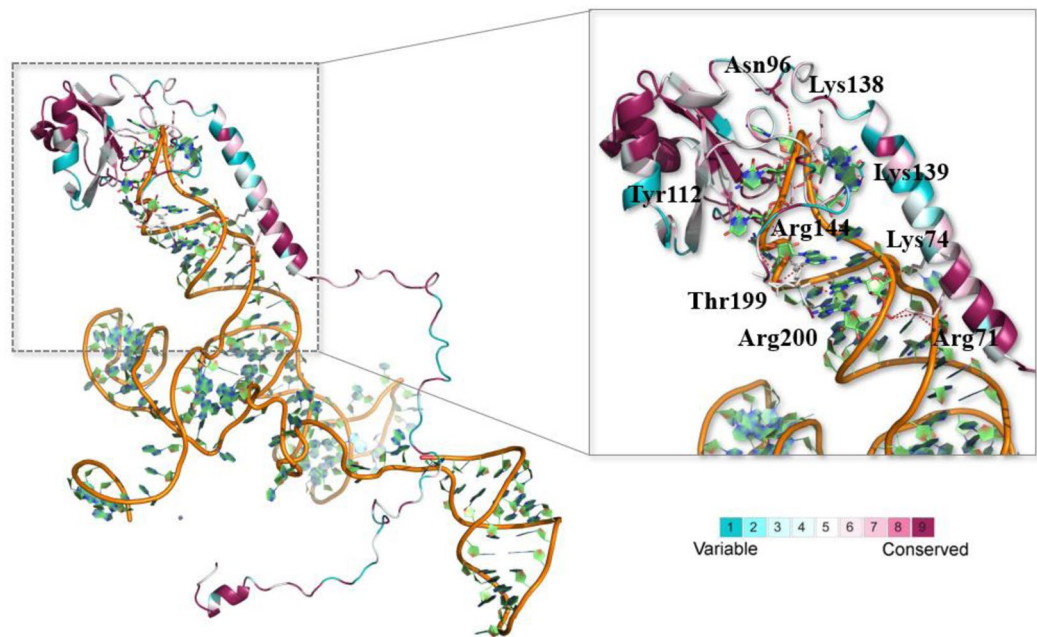 Asn96
Lys138
Tyr112
Lys139
Arg144
Lys74
Thr199
Arg200
Arg71
1 2 3 4 5 6 7 8 9
Variable Conserved